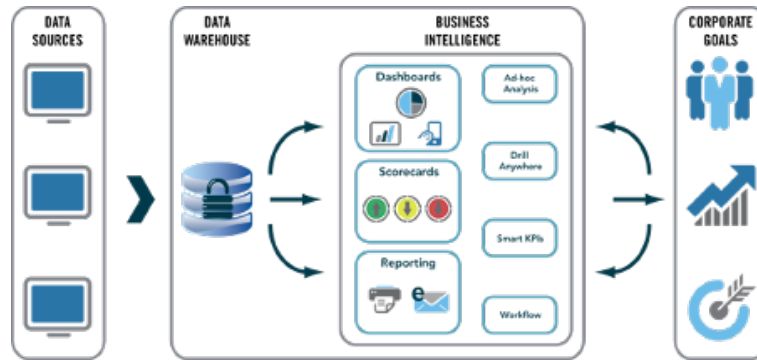 DATA
SOURCES
DATA
WAREHOUSE
BUSINESS
INTELLIGENCE
CORPORATE
GOALS
Dashboards
Ad-hoc
Analysis
Drill
Anywhere
Scorecards
Smart KPIs
Reporting
e
Workflow